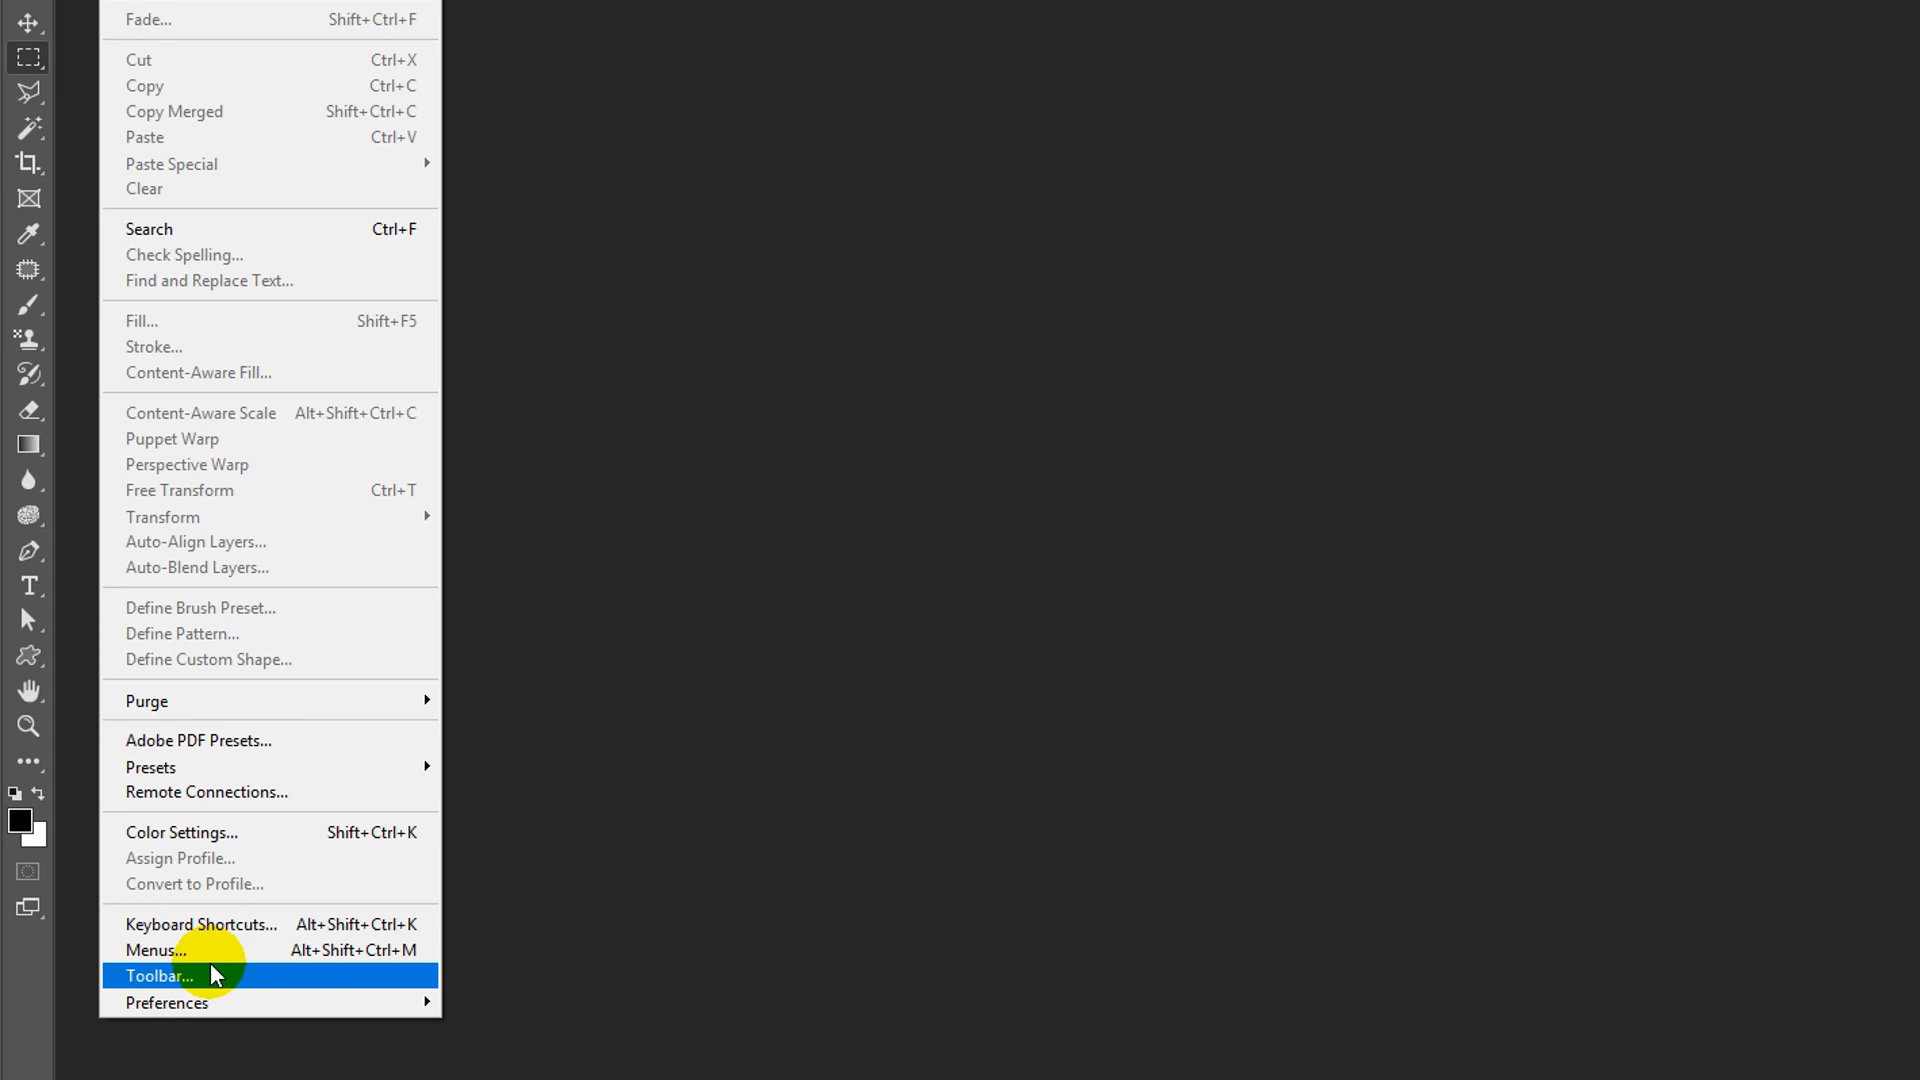 Fade... Shift+Ctrl+F
Cut Ctrl+X
Copy Ctrl+C
Copy Merged Shift+Ctrl+C
Paste Ctrl+V
Paste Special
Clear
Search Ctrl+F
Check Spelling...
Find and Replace Text...
Fill... Shift+F5
Stroke...
Content-Aware Fill...
Content-Aware Scale Alt+Shift+Ctrl+C
Puppet Warp
Perspective Warp
Free Transform Ctrl+T
Transform
Auto-Align Layers...
Auto-Blend Layers...
Define Brush Preset...
Define Pattern...
Define Custom Shape...
Purge
Adobe PDF Presets...
Presets
Remote Connections...
Color Settings... Shift+Ctrl+K
Assign Profile...
Convert to Profile...
Keyboard Shortcuts... Alt+Shift+Ctrl+K
Menus... Alt+Shift+Ctrl+M
Toolbar...
Preferences